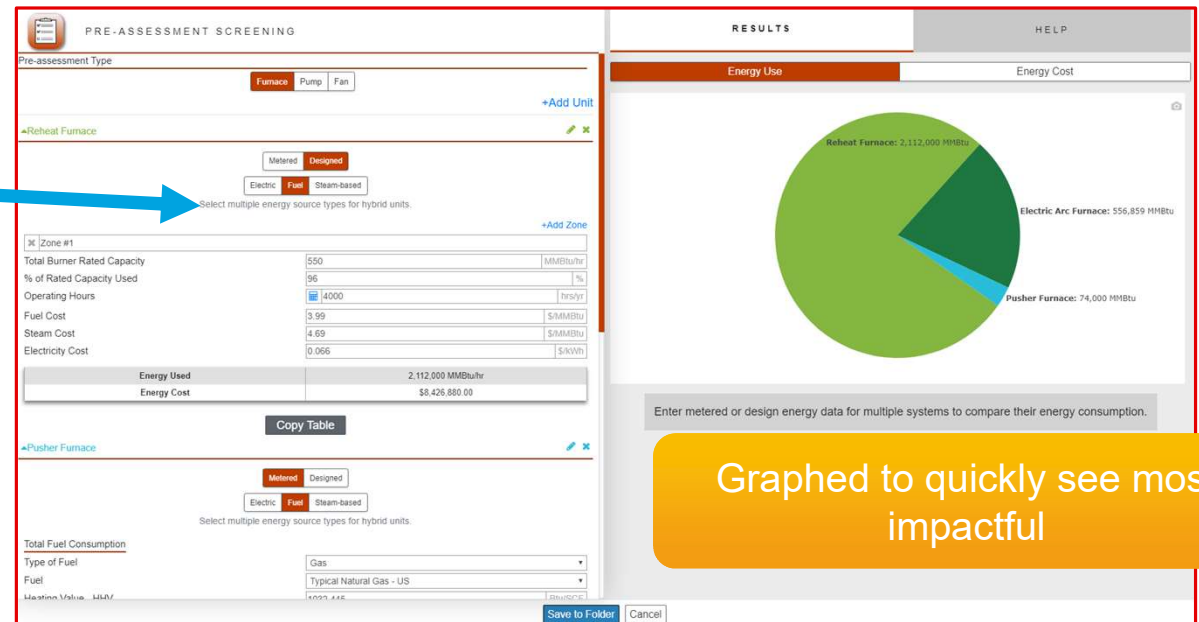 PRE-ASSESSMENT SCREENING
Pre-assessment Type
Furnace Pump Fan
+Add Unit
Reheat Furnace
Metered Designed
Electric Fuel Steam-based
Select multiple energy source types for hybrid units.
+Add Zone
Zone #1
Total Burner Rated Capacity 550 MMBtu/hr
% of Rated Capacity Used 96 %
Operating Hours 4000 hrs/yr
Fuel Cost 3.99 $/MMBtu
Steam Cost 4.69 $/MMBtu
Electricity Cost 0.066 $/kWh
Energy Used 2,112,000 MMBtu/hr
Energy Cost $8,426,880.00
Copy Table
Pusher Furnace
Metered Designed
Electric Fuel Steam-based
Select multiple energy source types for hybrid units.
Total Fuel Consumption
Type of Fuel Gas
Fuel Typical Natural Gas - US
Heating Value HHV 1032.445 Btu/SCF
Save to Folder Cancel
RESULTS HELP
Energy Use Energy Cost
Reheat Furnace: 2,112,000 MMBtu
Electric Arc Furnace: 556,859 MMBtu
Pusher Furnace: 74,000 MMBtu
Enter metered or design energy data for multiple systems to compare their energy consumption.
Graphed to quickly see mos
impactful